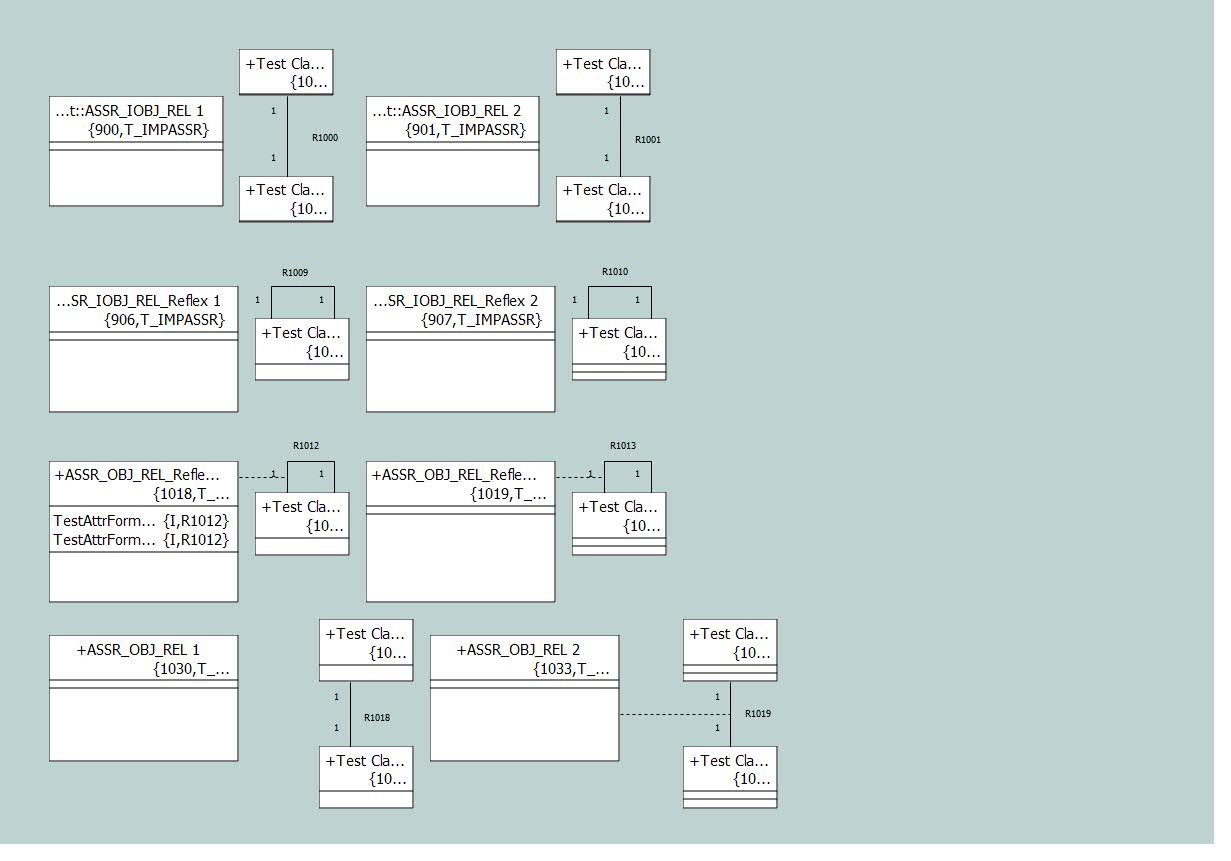 +Test Cla...
{10...
+Test Cla...
{10...
...t::ASSR_IOBJ_REL 1
{900,T_IMPASSR}
1
R1000
1
...t::ASSR_IOBJ_REL 2
{901,T_IMPASSR}
1
R1001
1
+Test Cla...
{10...
+Test Cla...
{10...
R1009
R1010
...SR_IOBJ_REL_Reflex 1
{906,T_IMPASSR}
1
1
+Test Cla...
{10...
...SR_IOBJ_REL_Reflex 2
{907,T_IMPASSR}
1
1
+Test Cla...
{10...
R1012
R1013
+ASSR_OBJ_REL_Refle...
{1018,T_...
TestAttrForm... {I,R1012}
TestAttrForm... {I,R1012}
1
1
+Test Cla...
{10...
+ASSR_OBJ_REL_Refle...
{1019,T_...
1
1
+Test Cla...
{10...
+ASSR_OBJ_REL 1
{1030,T_...
+Test Cla...
{10...
1
R1018
1
+Test Cla...
{10...
+ASSR_OBJ_REL 2
{1033,T_...
+Test Cla...
{10...
1
R1019
1
+Test Cla...
{10...